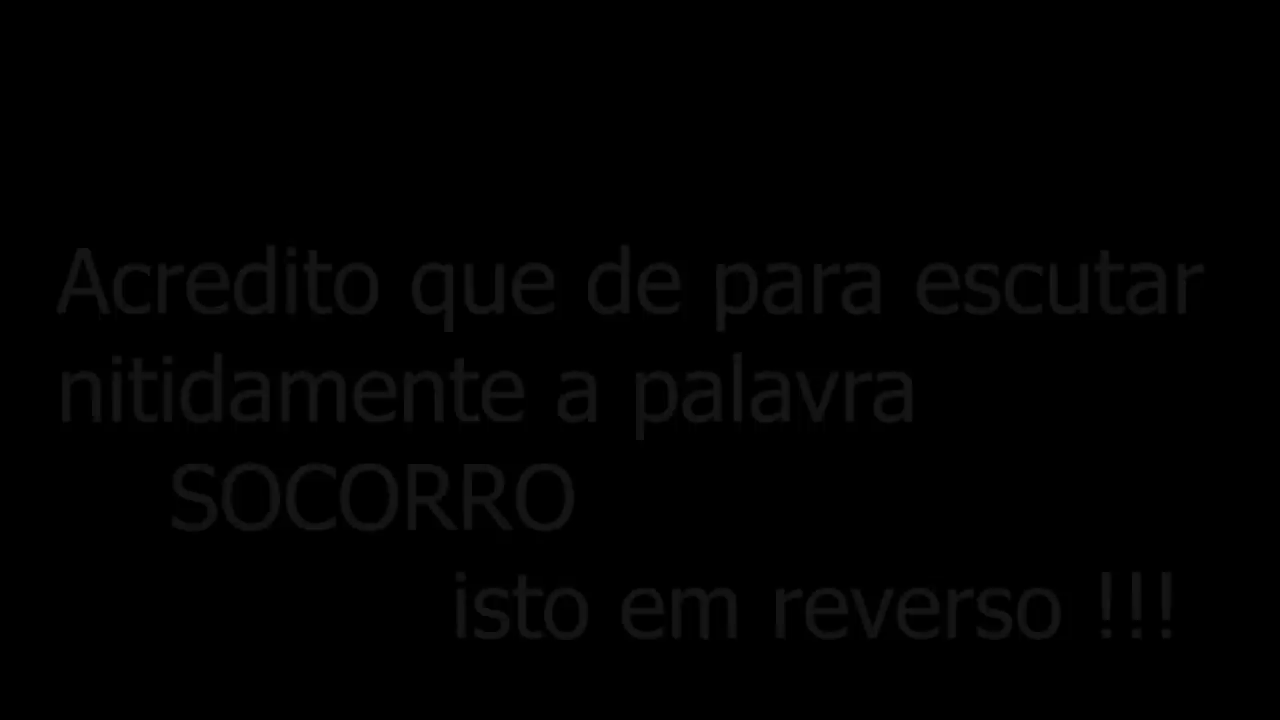 Acredito que de para escutar
nitidamente a palavra
SOCORRO
isto em reverso !!!